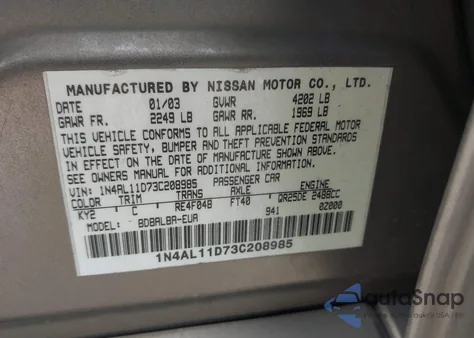 MANUFACTURED BY NISSAN MOTOR CO., LTD.
DATE 01/03 GVWR 4202 LB
GAWR FR. 2249 LB GAWR RR. 1969 LB
THIS VEHICLE CONFORMS TO ALL APPLICABLE FEDERAL MOTOR
VEHICLE SAFETY, BUMPER AND THEFT PREVENTION STANDARDS
IN EFFECT ON THE DATE OF MANUFACTURE SHOWN ABOVE.
SEE OWNERS MANUAL FOR ADDITIONAL INFORMATION.
VIN: 1N4AL11D73C208985 PASSENGER CAR
COLOR TRIM TRANS AXLE ENGINE
KY2 C RE4F04B FT40 QR25DE 2488CC
MODEL: BDBALBA-EUA 941 0Z000
1N4AL11D73C208985
autoSnap